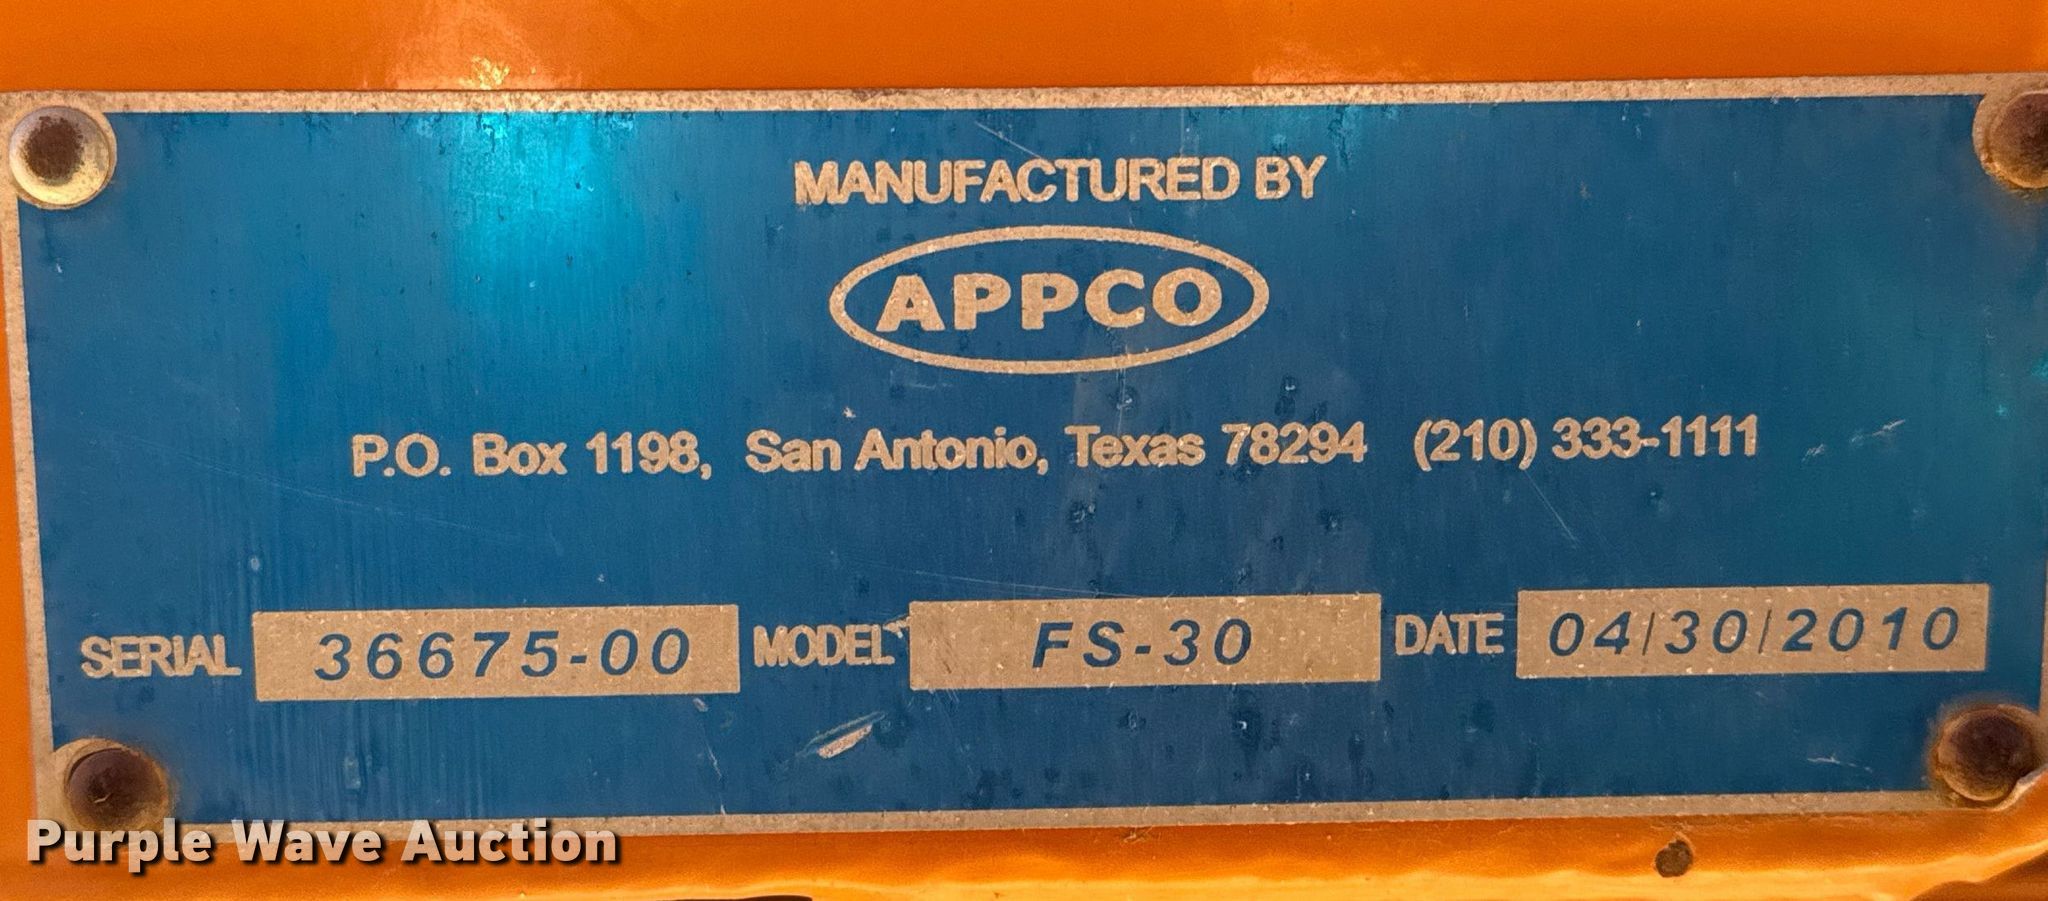 MANUFACTURED BY
APPCO
P.O. Box 1198, San Antonio, Texas 78294 (210) 333-1111
SERIAL 36675-00 MODEL FS-30 DATE 04/30/2010
Purple Wave Auction